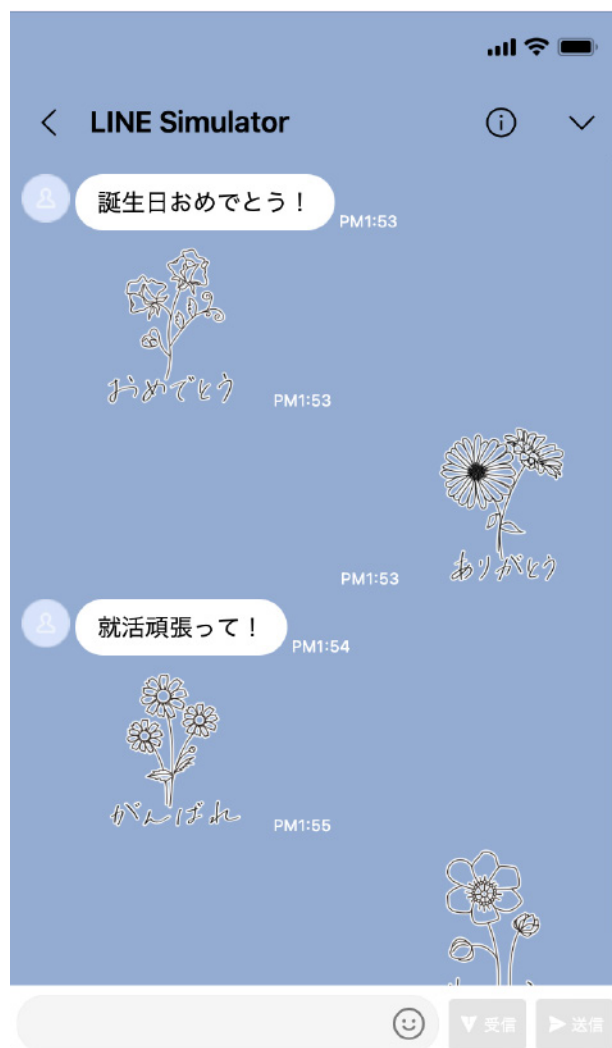 LINE Simulator
誕生日おめでとう！
PM1:53
おめでとう
PM1:53
ありがとう
PM1:53
就活頑張って！
PM1:54
がんばれ
PM1:55
受信
送信